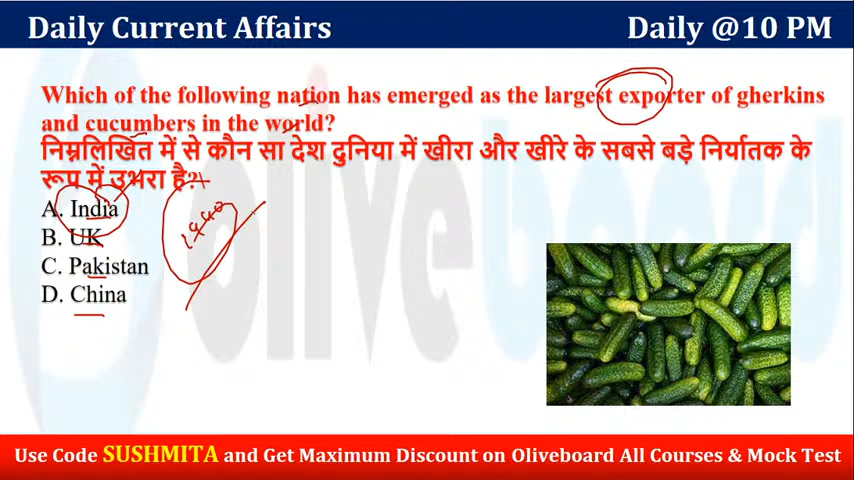 Daily Current Affairs
Daily @10 PM
Which of the following nation has emerged as the largest exporter of gherkins
and cucumbers in the world?
निम्नलिखित में से कौन सा देश दुनिया में खीरा और खीरे के सबसे बड़े निर्यातक के
रूप में उभरा है?
A. India
B. UK
C. Pakistan
D. China
oliveboard
Use Code SUSHMITA and Get Maximum Discount on Oliveboard All Courses & Mock Test